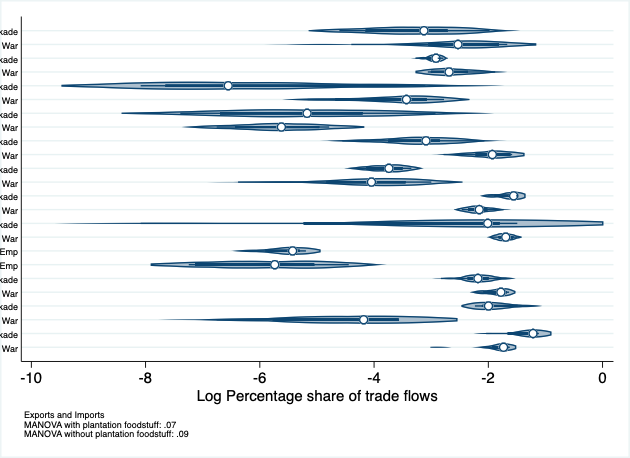 kade
War
kade
War
kade
War
kade
War
kade
War
kade
War
kade
War
kade
War
Emp
Emp
kade
War
kade
War
kade
War
-10 -8 -6 -4 -2 0
Log Percentage share of trade flows
Exports and Imports
MANOVA with plantation foodstuff: .07
MANOVA without plantation foodstuff: .09